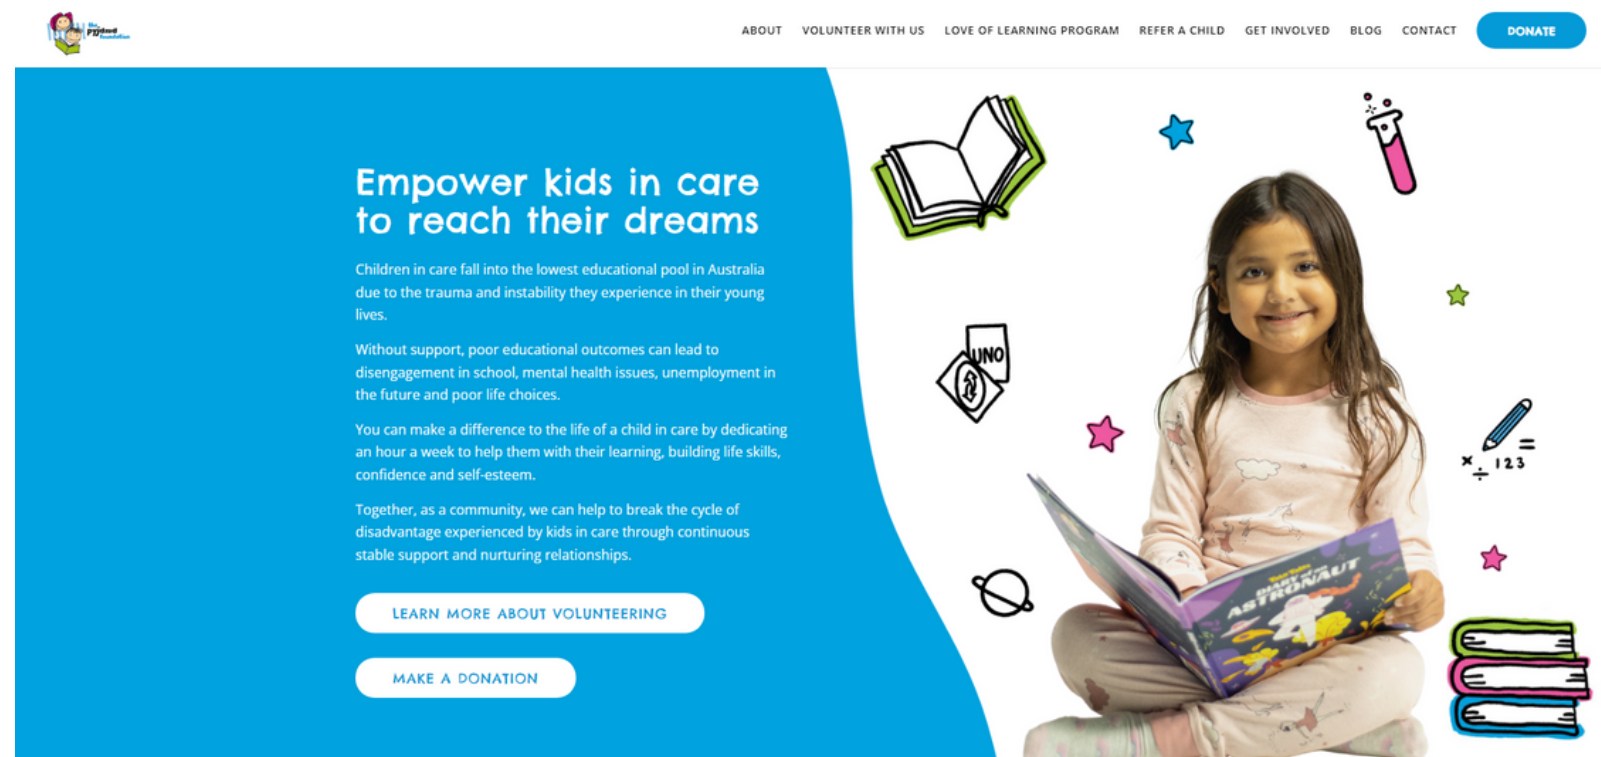 the
pyjama
foundation
ABOUT VOLUNTEER WITH US LOVE OF LEARNING PROGRAM REFER A CHILD GET INVOLVED BLOG CONTACT DONATE
Empower kids in care
to reach their dreams
Children in care fall into the lowest educational pool in Australia
due to the trauma and instability they experience in their young
lives.
Without support, poor educational outcomes can lead to
disengagement in school, mental health issues, unemployment in
the future and poor life choices.
You can make a difference to the life of a child in care by dedicating
an hour a week to help them with their learning, building life skills,
confidence and self-esteem.
Together, as a community, we can help to break the cycle of
disadvantage experienced by kids in care through continuous
stable support and nurturing relationships.
LEARN MORE ABOUT VOLUNTEERING
MAKE A DONATION
UNO
× ÷ 123 =
DIARY of an
ASTRONAUT